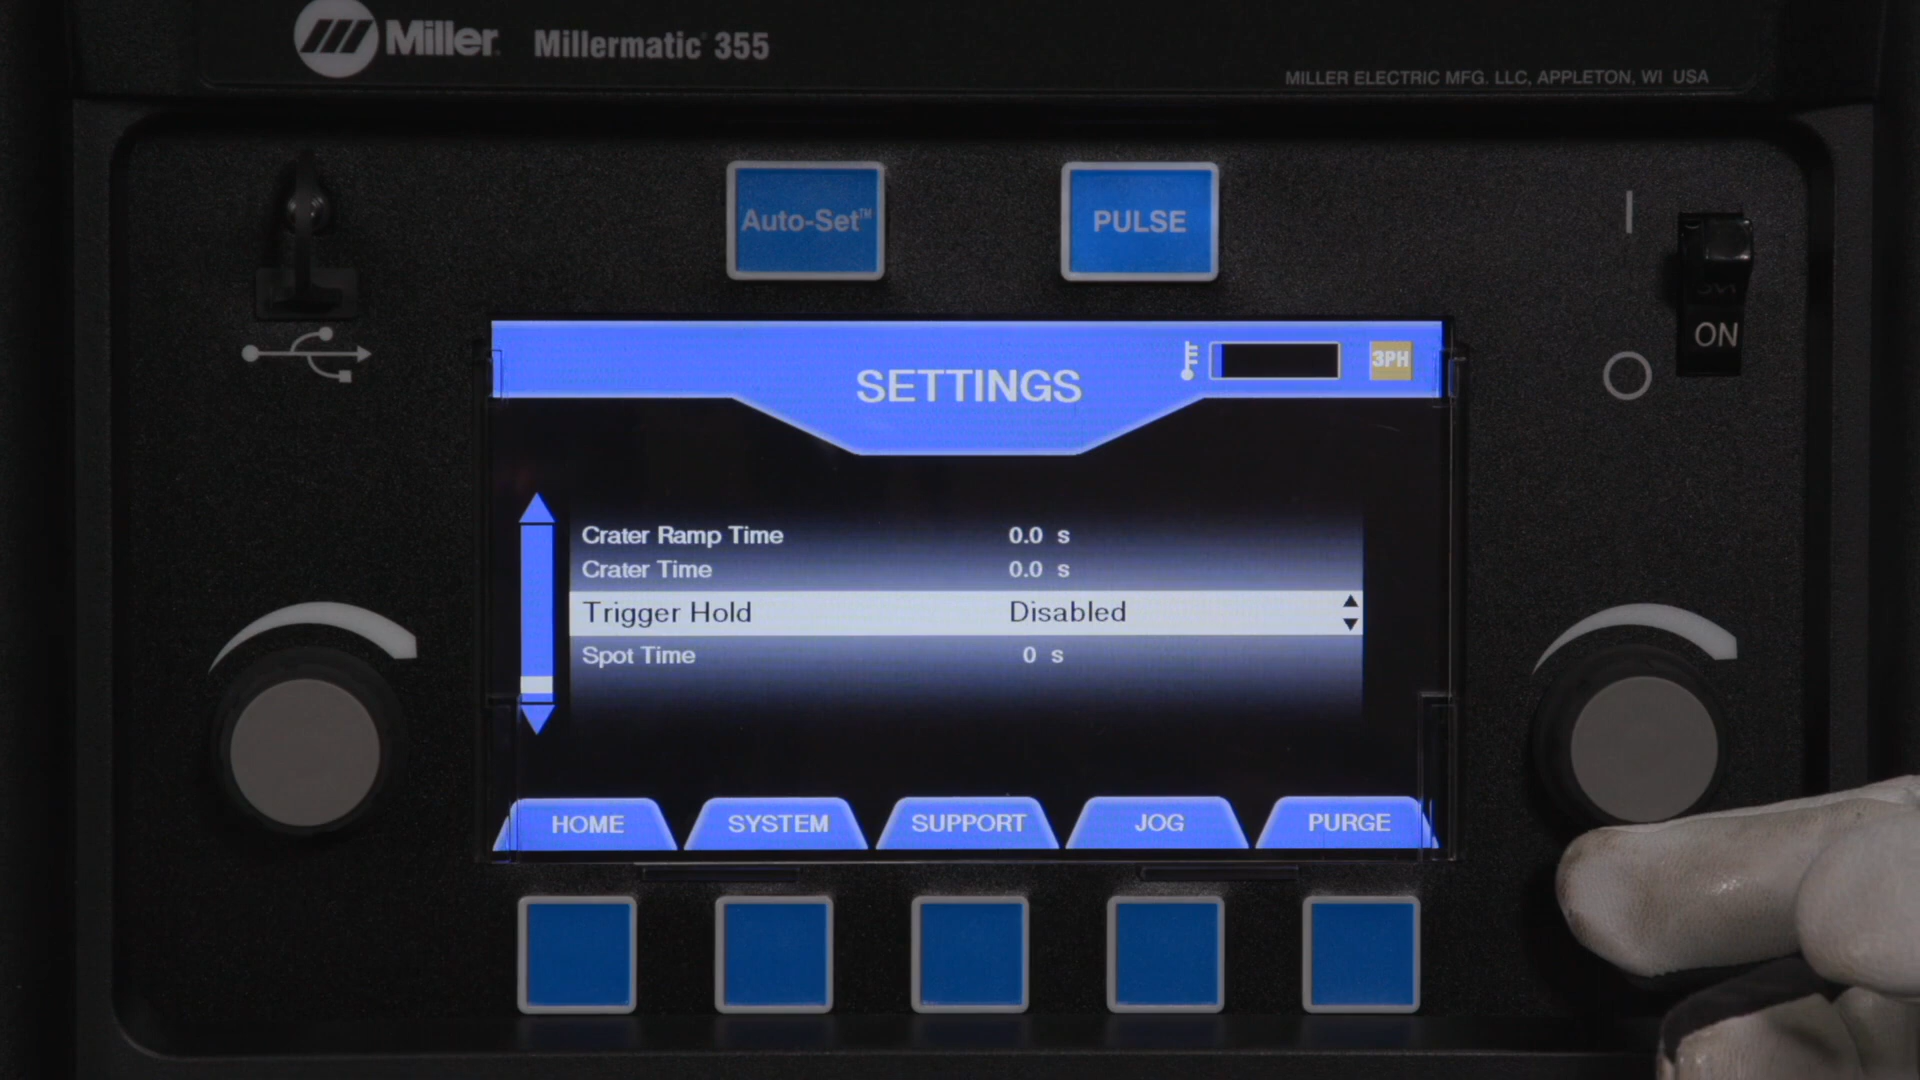 Miller
Millermatic 355
MILLER ELECTRIC MFG. LLC, APPLETON, WI USA
Auto-Set™
PULSE
ON
SETTINGS
3PH
Crater Ramp Time 0.0 s
Crater Time 0.0 s
Trigger Hold Disabled
Spot Time 0 s
HOME
SYSTEM
SUPPORT
JOG
PURGE